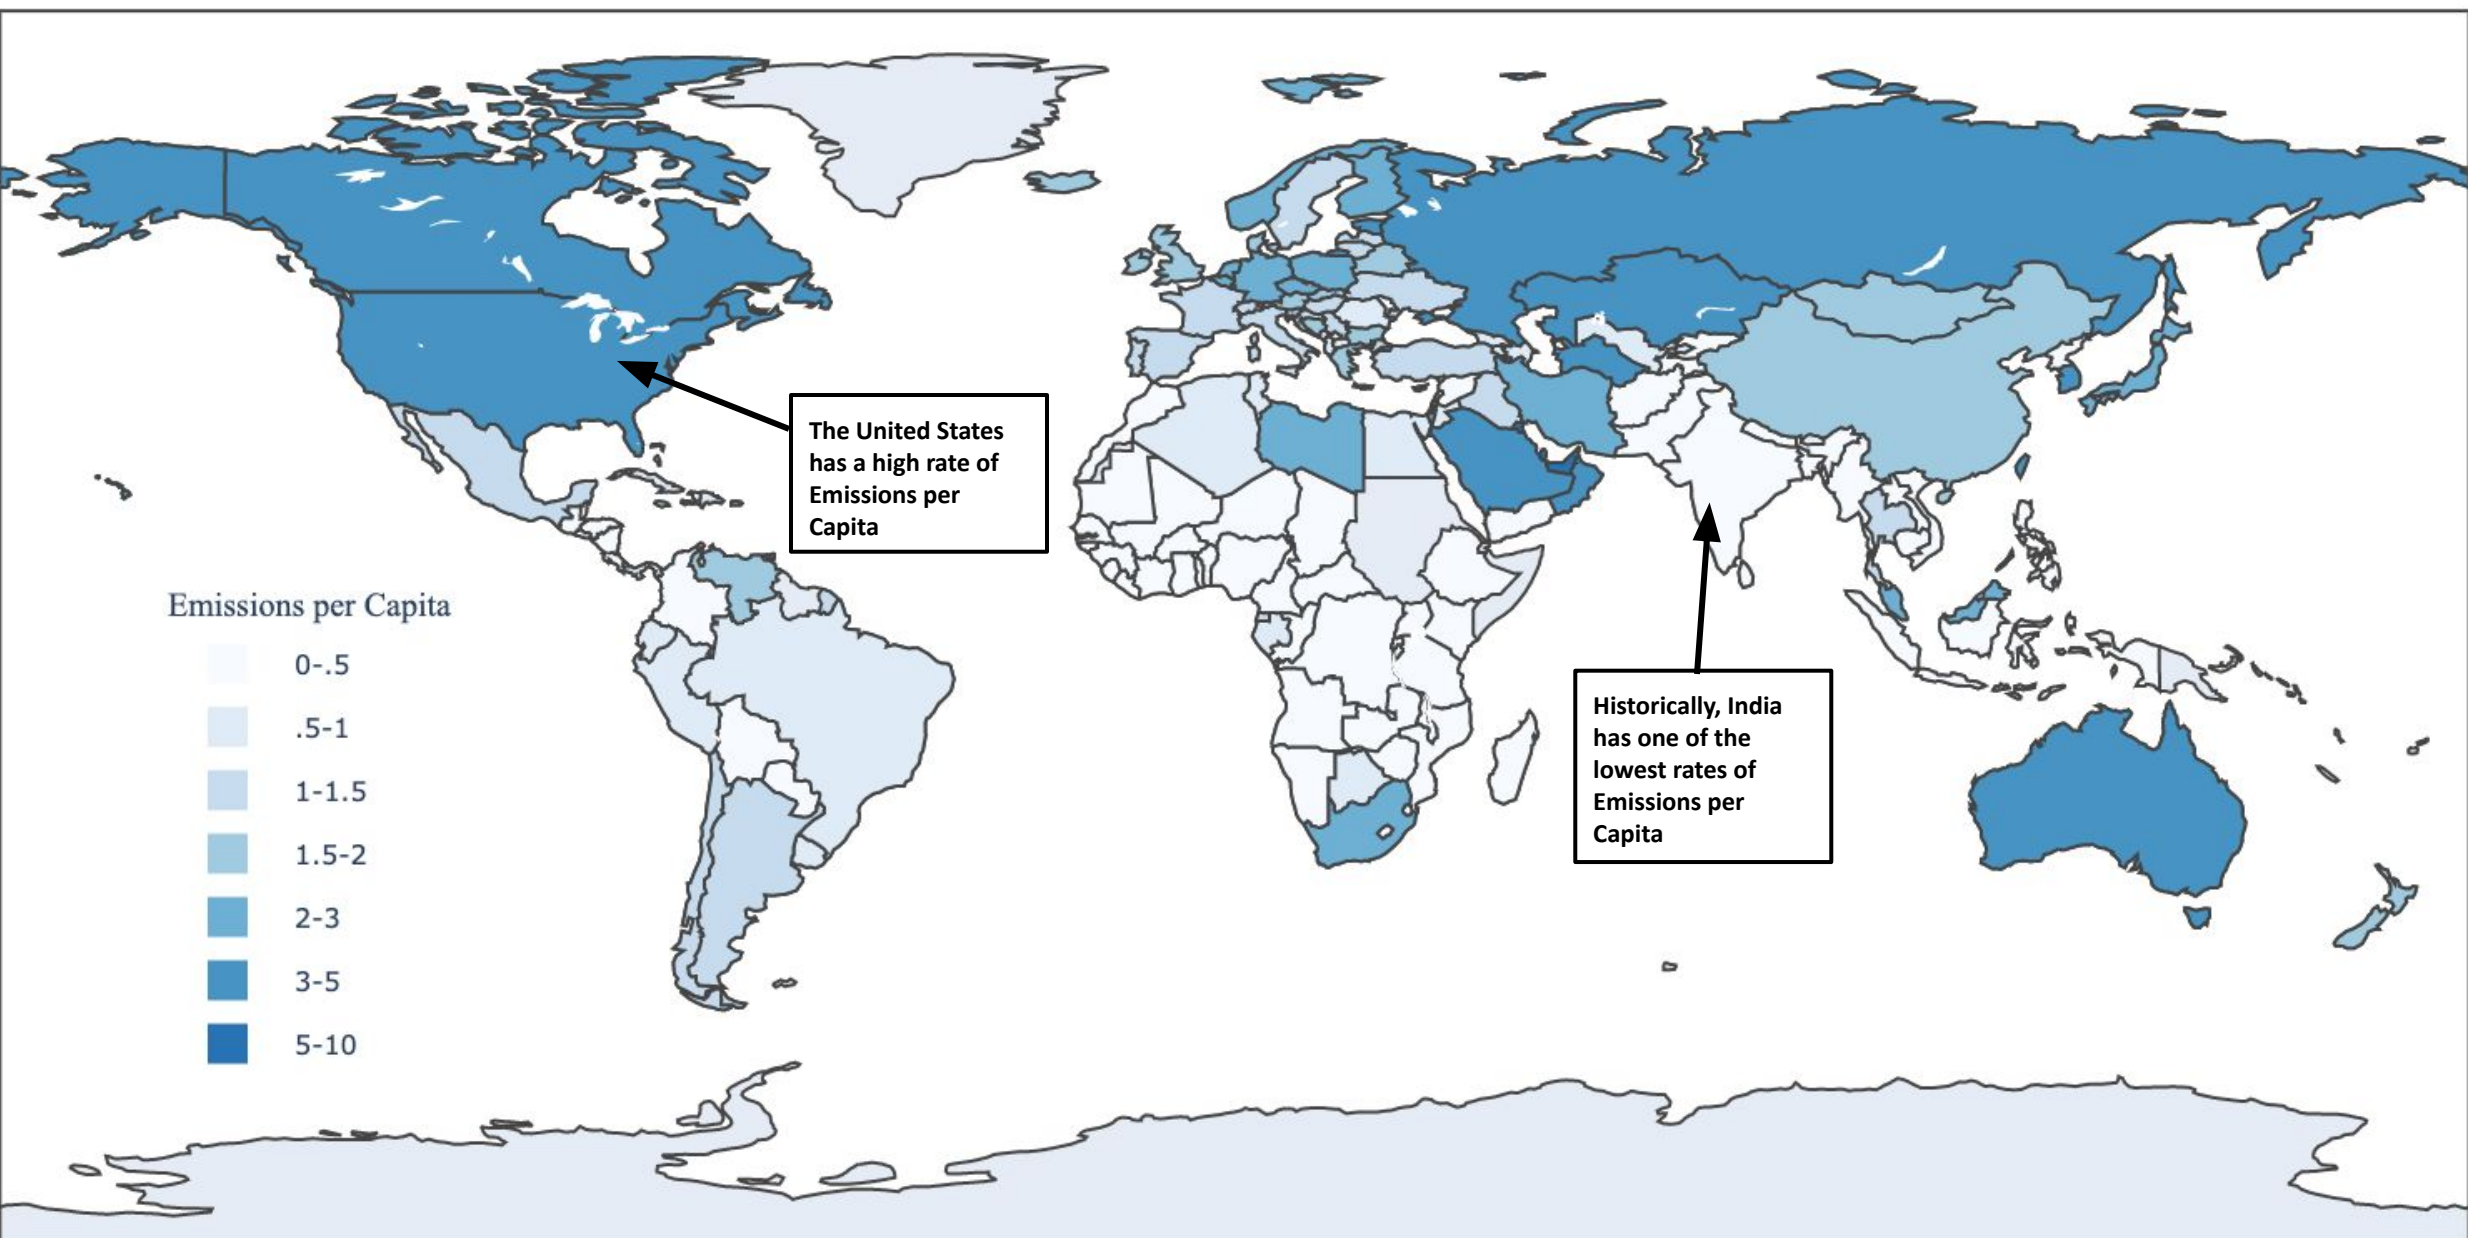 The United States
has a high rate of
Emissions per
Capita
Emissions per Capita
0-.5
.5-1
1-1.5
1.5-2
2-3
3-5
5-10
Historically, India
has one of the
lowest rates of
Emissions per
Capita